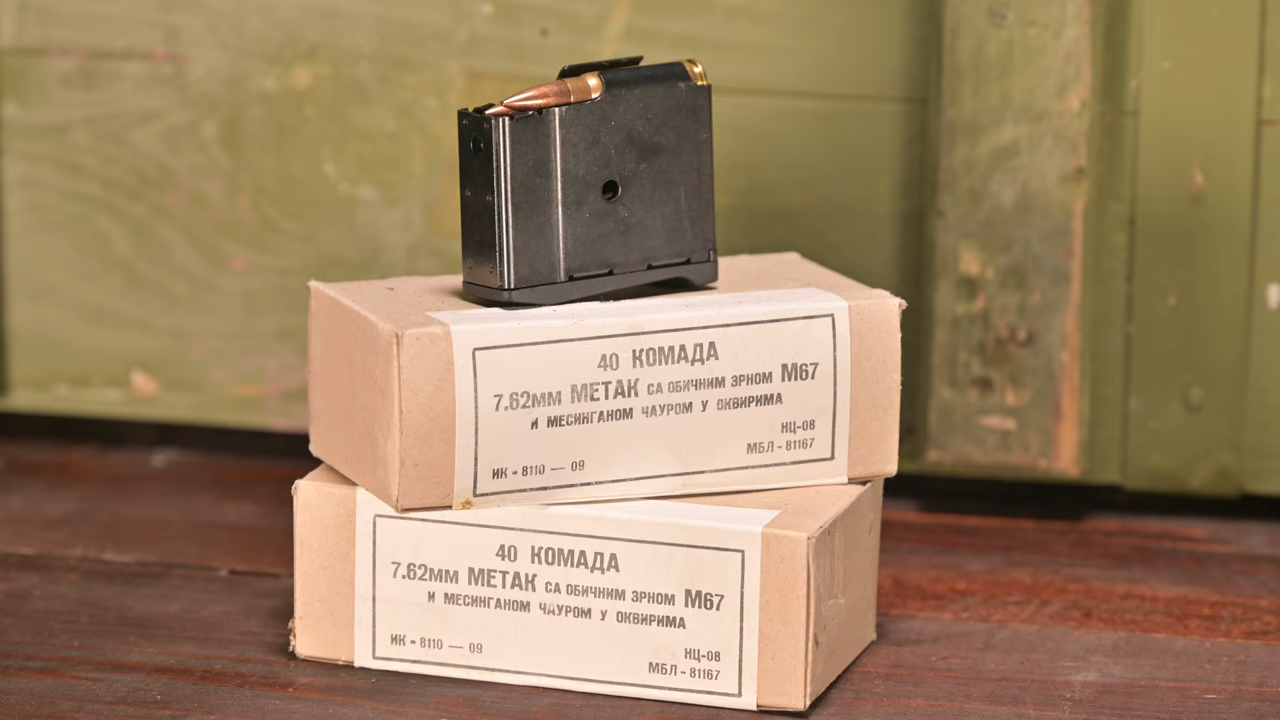 40 КОМАДА
7.62мм МЕТАК СА ОБИЧНИМ ЗРНОМ М67
И МЕСИНГАНОМ ЧАУРОМ У ОКВИРИМА
НЦ-08
ИК - 8110 — 09 МБЛ - 81167
40 КОМАДА
7.62мм МЕТАК СА ОБИЧНИМ ЗРНОМ М67
И МЕСИНГАНОМ ЧАУРОМ У ОКВИРИМА
ИК - 8110 — 09 НЦ-08
МБЛ - 81167